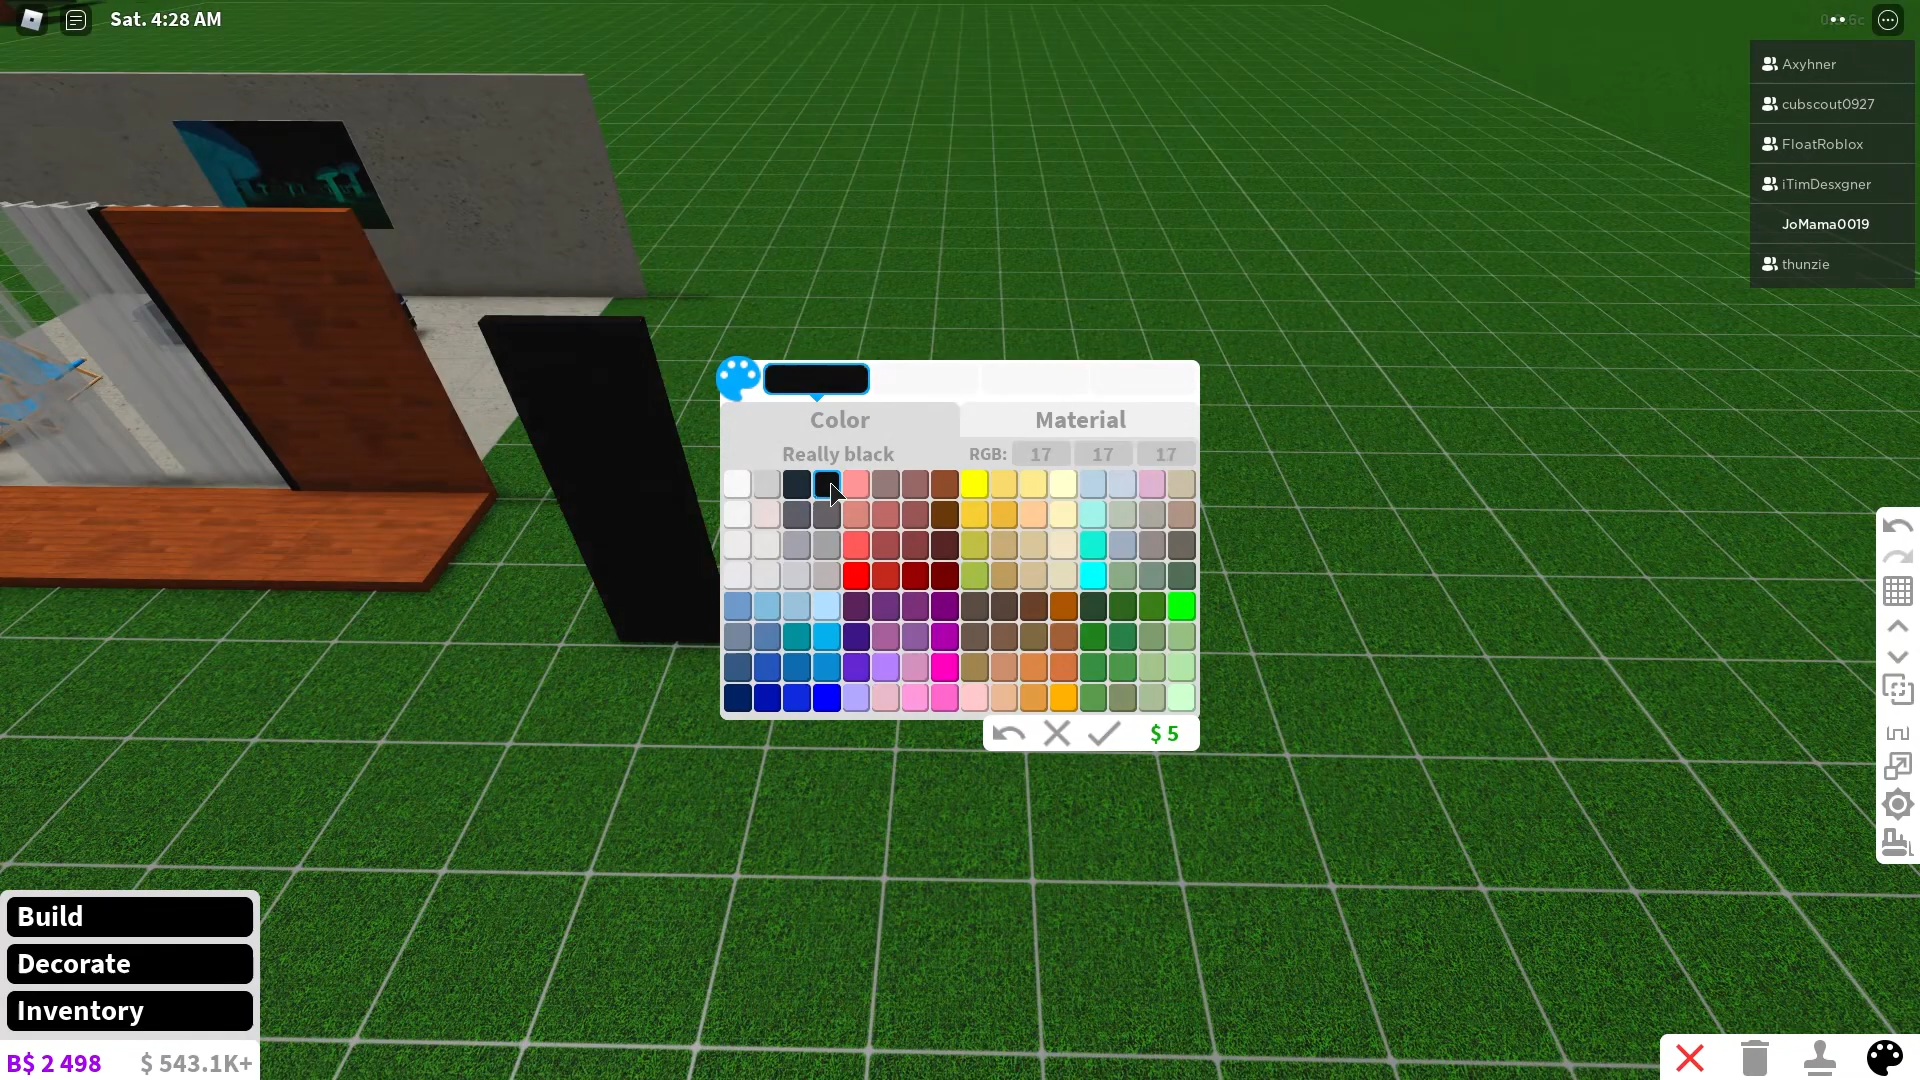 Sat. 4:28 AM
Axyhner
cubscout0927
FloatRoblox
iTimDesxgner
JoMama0019
thunzie
Color
Material
Really black
RGB: 17 17 17
$ 5
Build
Decorate
Inventory
B$ 2 498
$ 543.1K+